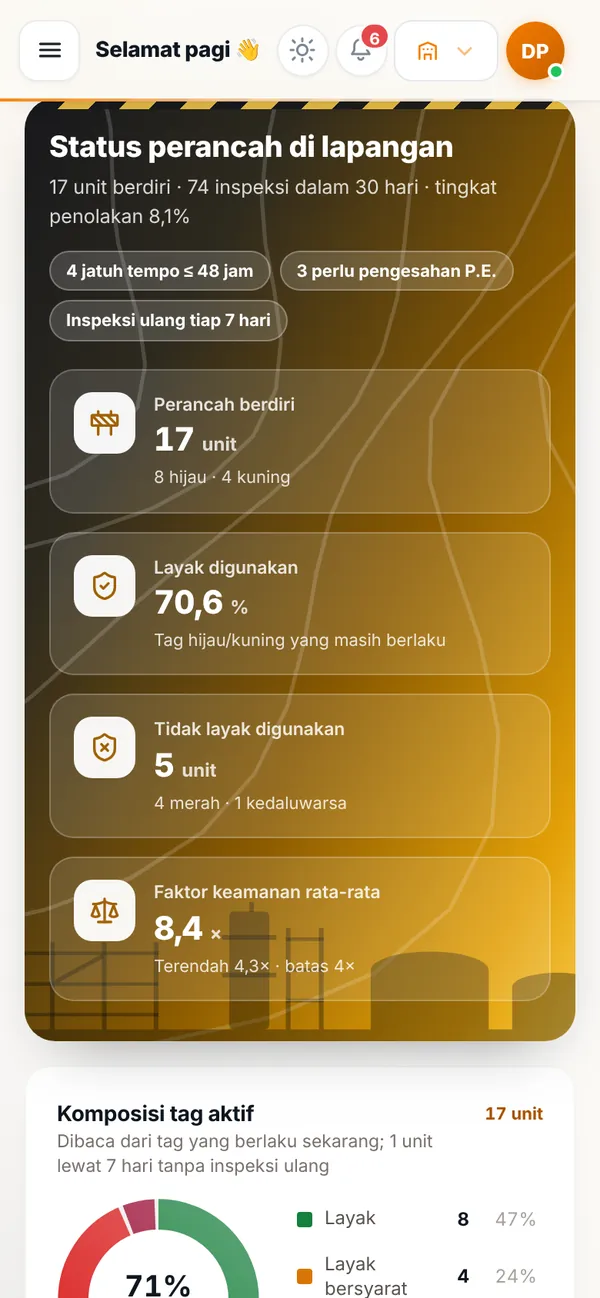 Selamat pagi 👋
6
DP
Status perancah di lapangan
17 unit berdiri · 74 inspeksi dalam 30 hari · tingkat
penolakan 8,1%
4 jatuh tempo ≤ 48 jam
3 perlu pengesahan P.E.
Inspeksi ulang tiap 7 hari
Perancah berdiri
17 unit
8 hijau · 4 kuning
Layak digunakan
70,6 %
Tag hijau/kuning yang masih berlaku
Tidak layak digunakan
5 unit
4 merah · 1 kedaluwarsa
Faktor keamanan rata-rata
8,4 ×
Terendah 4,3× · batas 4×
Komposisi tag aktif
17 unit
Dibaca dari tag yang berlaku sekarang; 1 unit
lewat 7 hari tanpa inspeksi ulang
71%
Layak 8 47%
Layak
bersyarat 4 24%